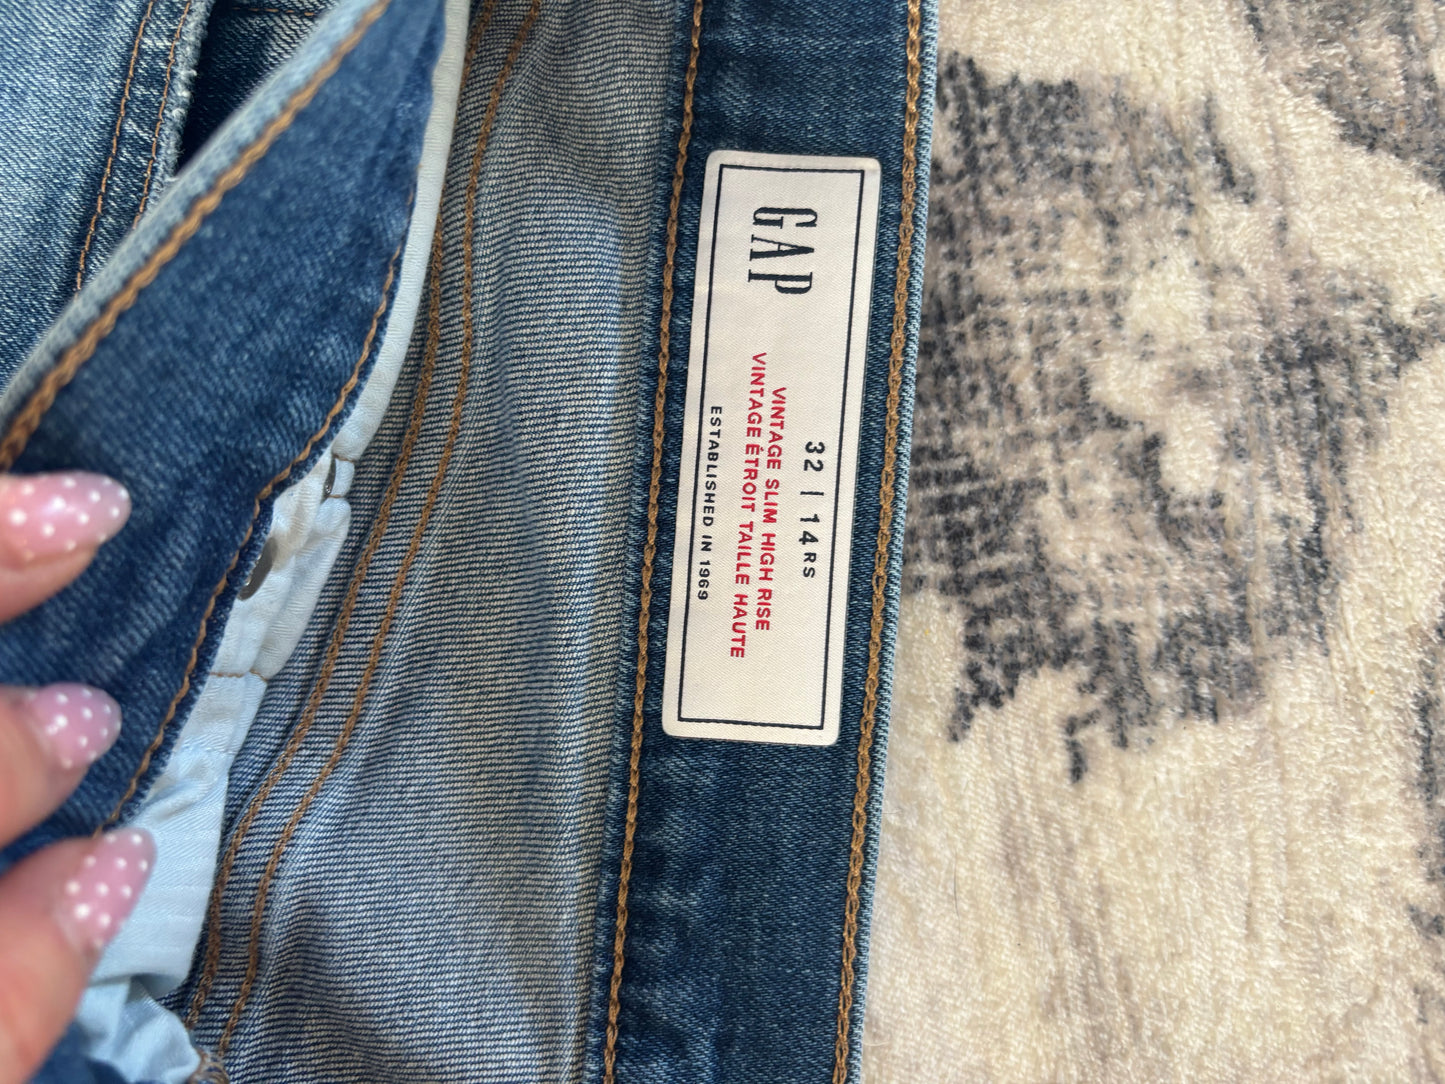 GAP
32 | 14 RS
VINTAGE SLIM HIGH RISE
VINTAGE ÉTROIT TAILLE HAUTE
ESTABLISHED IN 1969